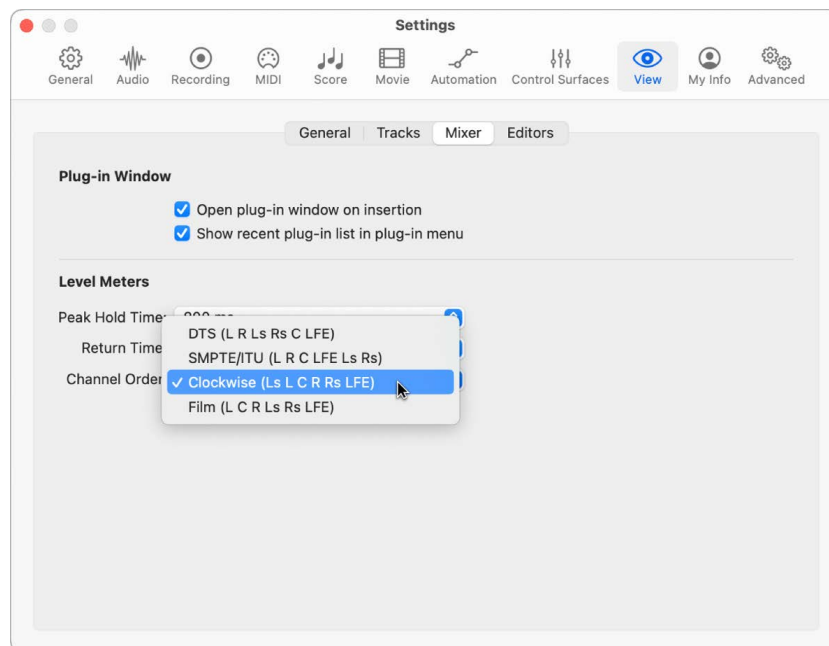 Settings
General Audio Recording MIDI Score Movie Automation Control Surfaces View My Info Advanced
General Tracks Mixer Editors
Plug-in Window
Open plug-in window on insertion
Show recent plug-in list in plug-in menu
Level Meters
Peak Hold Time: 800 ms
Return Time
DTS (L R Ls Rs C LFE)
SMPTE/ITU (L R C LFE Ls Rs)
Channel Order
Clockwise (Ls L C R Rs LFE)
Film (L C R Ls Rs LFE)